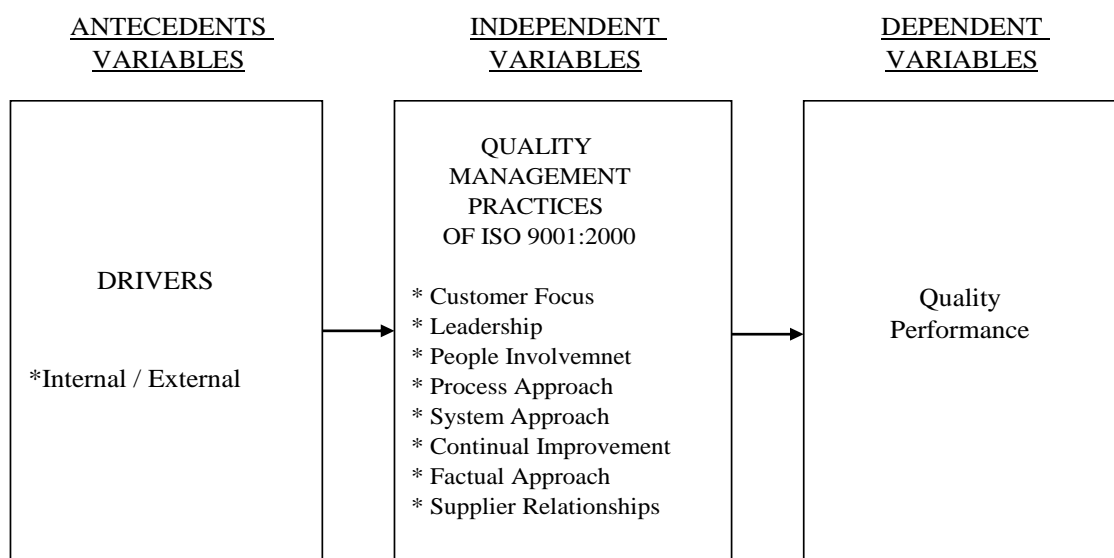 ANTECEDENTS
VARIABLES
INDEPENDENT
VARIABLES
DEPENDENT
VARIABLES
DRIVERS
*Internal / External
QUALITY
MANAGEMENT
PRACTICES
OF ISO 9001:2000
* Customer Focus
* Leadership
* People Involvemnet
* Process Approach
* System Approach
* Continual Improvement
* Factual Approach
* Supplier Relationships
Quality
Performance